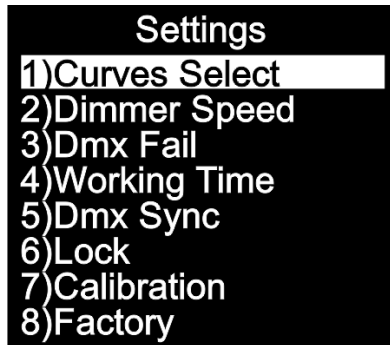 Settings
1)Curves Select
2)Dimmer Speed
3)Dmx Fail
4)Working Time
5)Dmx Sync
6)Lock
7)Calibration
8)Factory